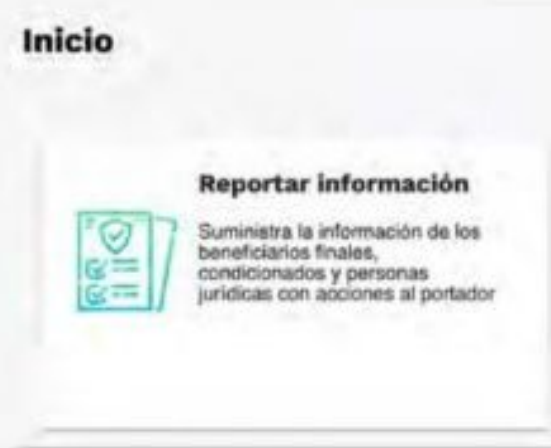 Inicio
Reportar información
Suministra la información de los
beneficiarios finales,
condicionados y personas
jurídicas con acciones al portador